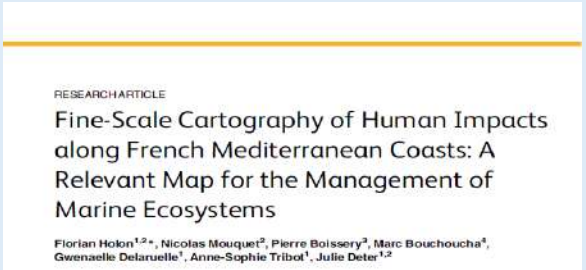 RESEARCH ARTICLE
Fine-Scale Cartography of Human Impacts
along French Mediterranean Coasts: A
Relevant Map for the Management of
Marine Ecosystems
Florian Holon1,2*, Nicolas Mouquet2, Pierre Boissery3, Marc Bouchoucha4,
Gwenaelle Delaruelle1, Anne-Sophie Tribot1, Julie Deter1,2